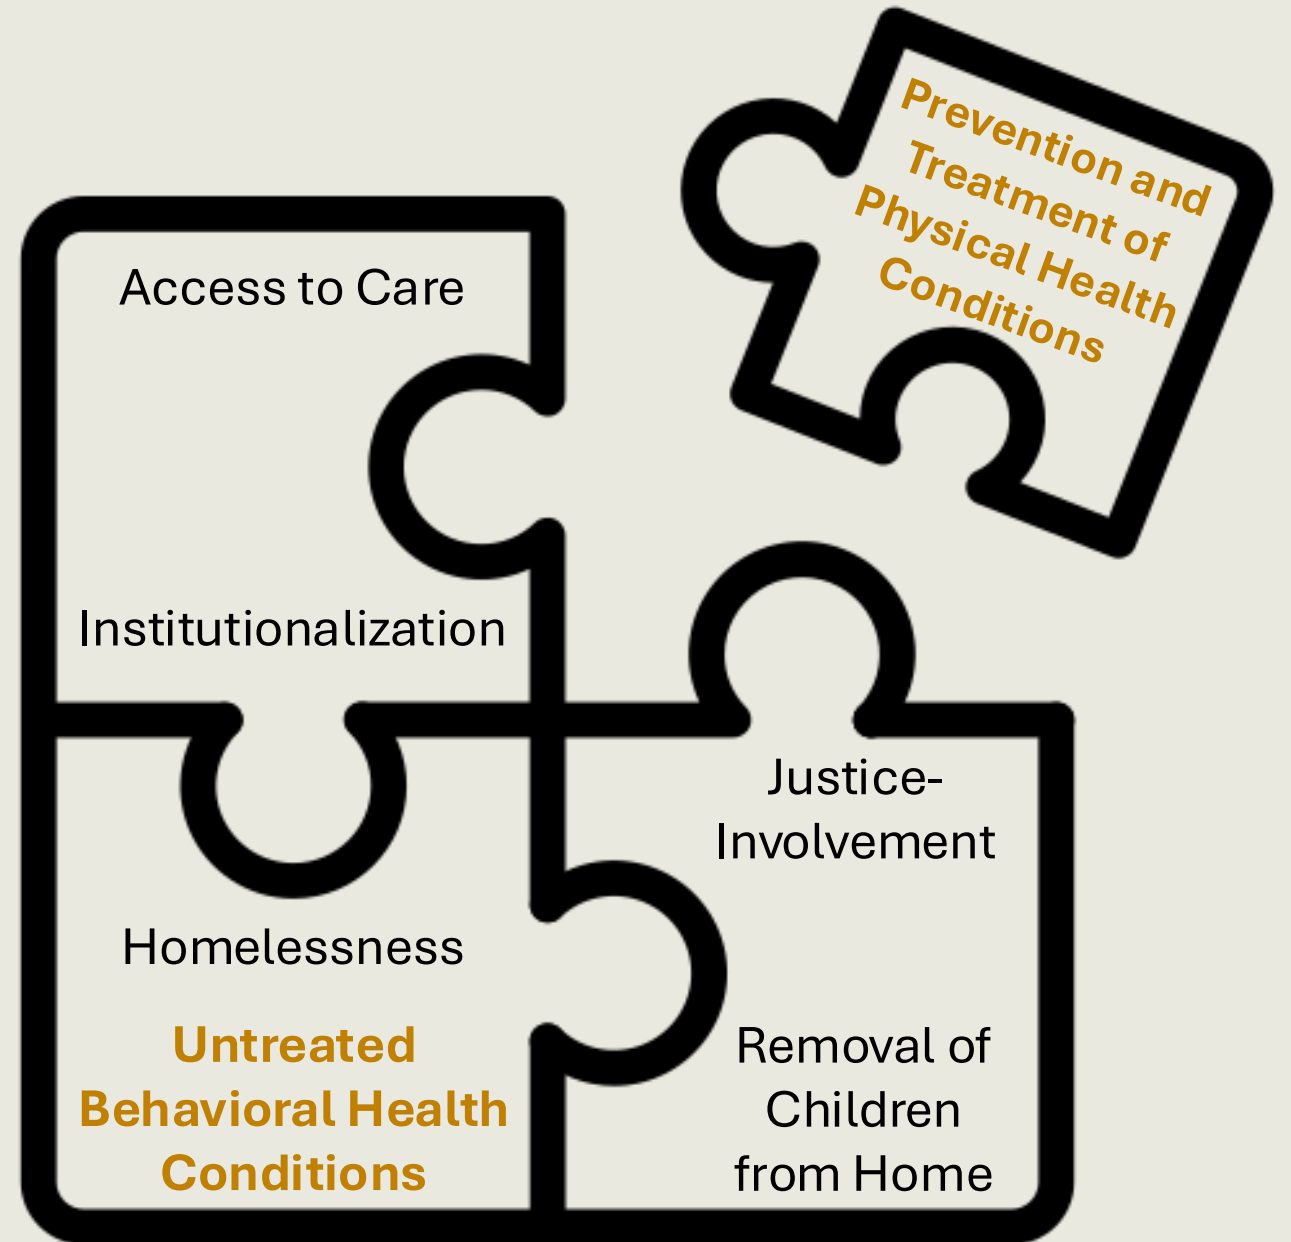 Access to Care
Institutionalization
Prevention and
Treatment of
Physical Health
Conditions
Homelessness
Untreated
Behavioral Health
Conditions
Justice-
Involvement
Removal of
Children
from Home